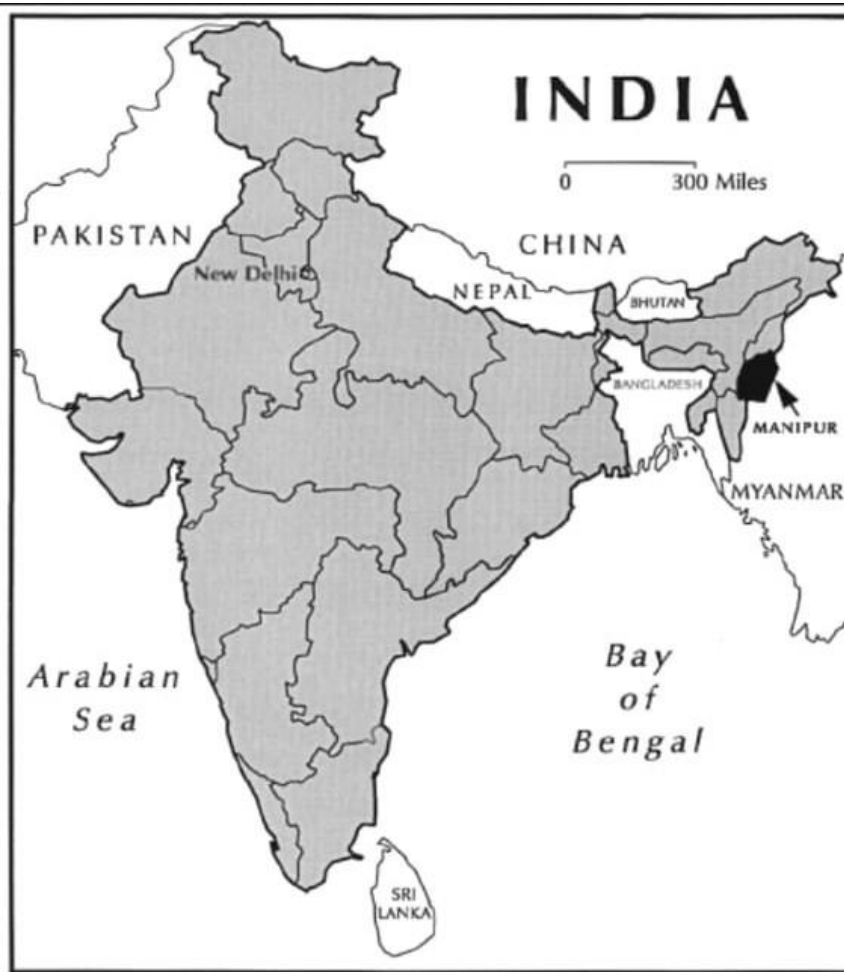 INDIA
0 300 Miles
PAKISTAN
CHINA
New Delhi
NEPAL
BHUTAN
BANGLADESH
MANIPUR
MYANMAR
Arabian
Sea
Bay
of
Bengal
SRI
LANKA